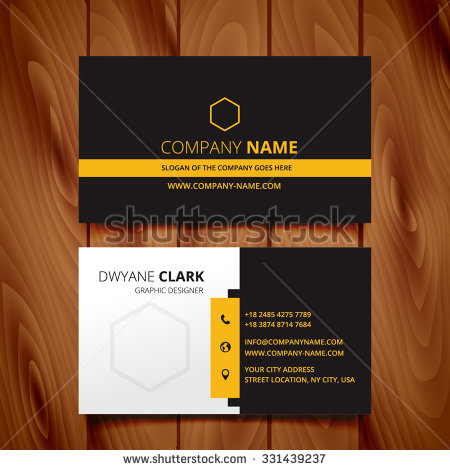 COMPANY NAME
SLOGAN OF THE COMPANY GOES HERE
WWW.COMPANY-NAME.COM
shutterstock
DWYANE CLARK
GRAPHIC DESIGNER
+18 2485 4275 7789
+18 3874 8714 7684
INFO@COMPANY-NAME.COM
WWW.COMPANY-NAME.COM
YOUR CITY ADDRESS
STREET LOCATION, NY CITY, USA
www.shutterstock.com · 331439237